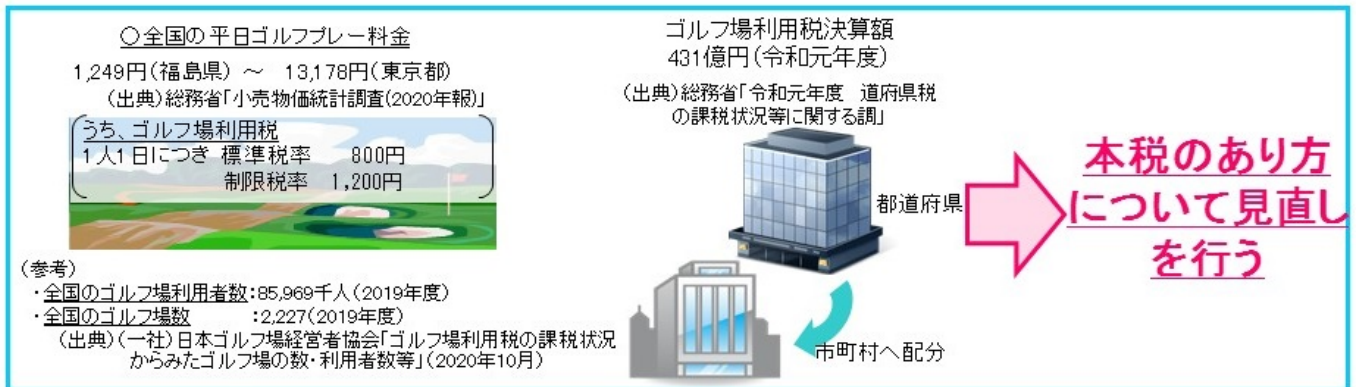 ○全国の平日ゴルフプレー料金
1,249円(福島県) ～ 13,178円(東京都)
(出典)総務省「小売物価統計調査(2020年報)」
うち、ゴルフ場利用税
1人1日につき 標準税率 800円
制限税率 1,200円
(参考)
・全国のゴルフ場利用者数:85,969千人(2019年度)
・全国のゴルフ場数 :2,227(2019年度)
(出典)(一社)日本ゴルフ場経営者協会「ゴルフ場利用税の課税状況
からみたゴルフ場の数・利用者数等」(2020年10月)
ゴルフ場利用税決算額
431億円(令和元年度)
(出典)総務省「令和元年度 道府県税
の課税状況等に関する調」
都道府県
市町村へ配分
本税のあり方
について見直し
を行う